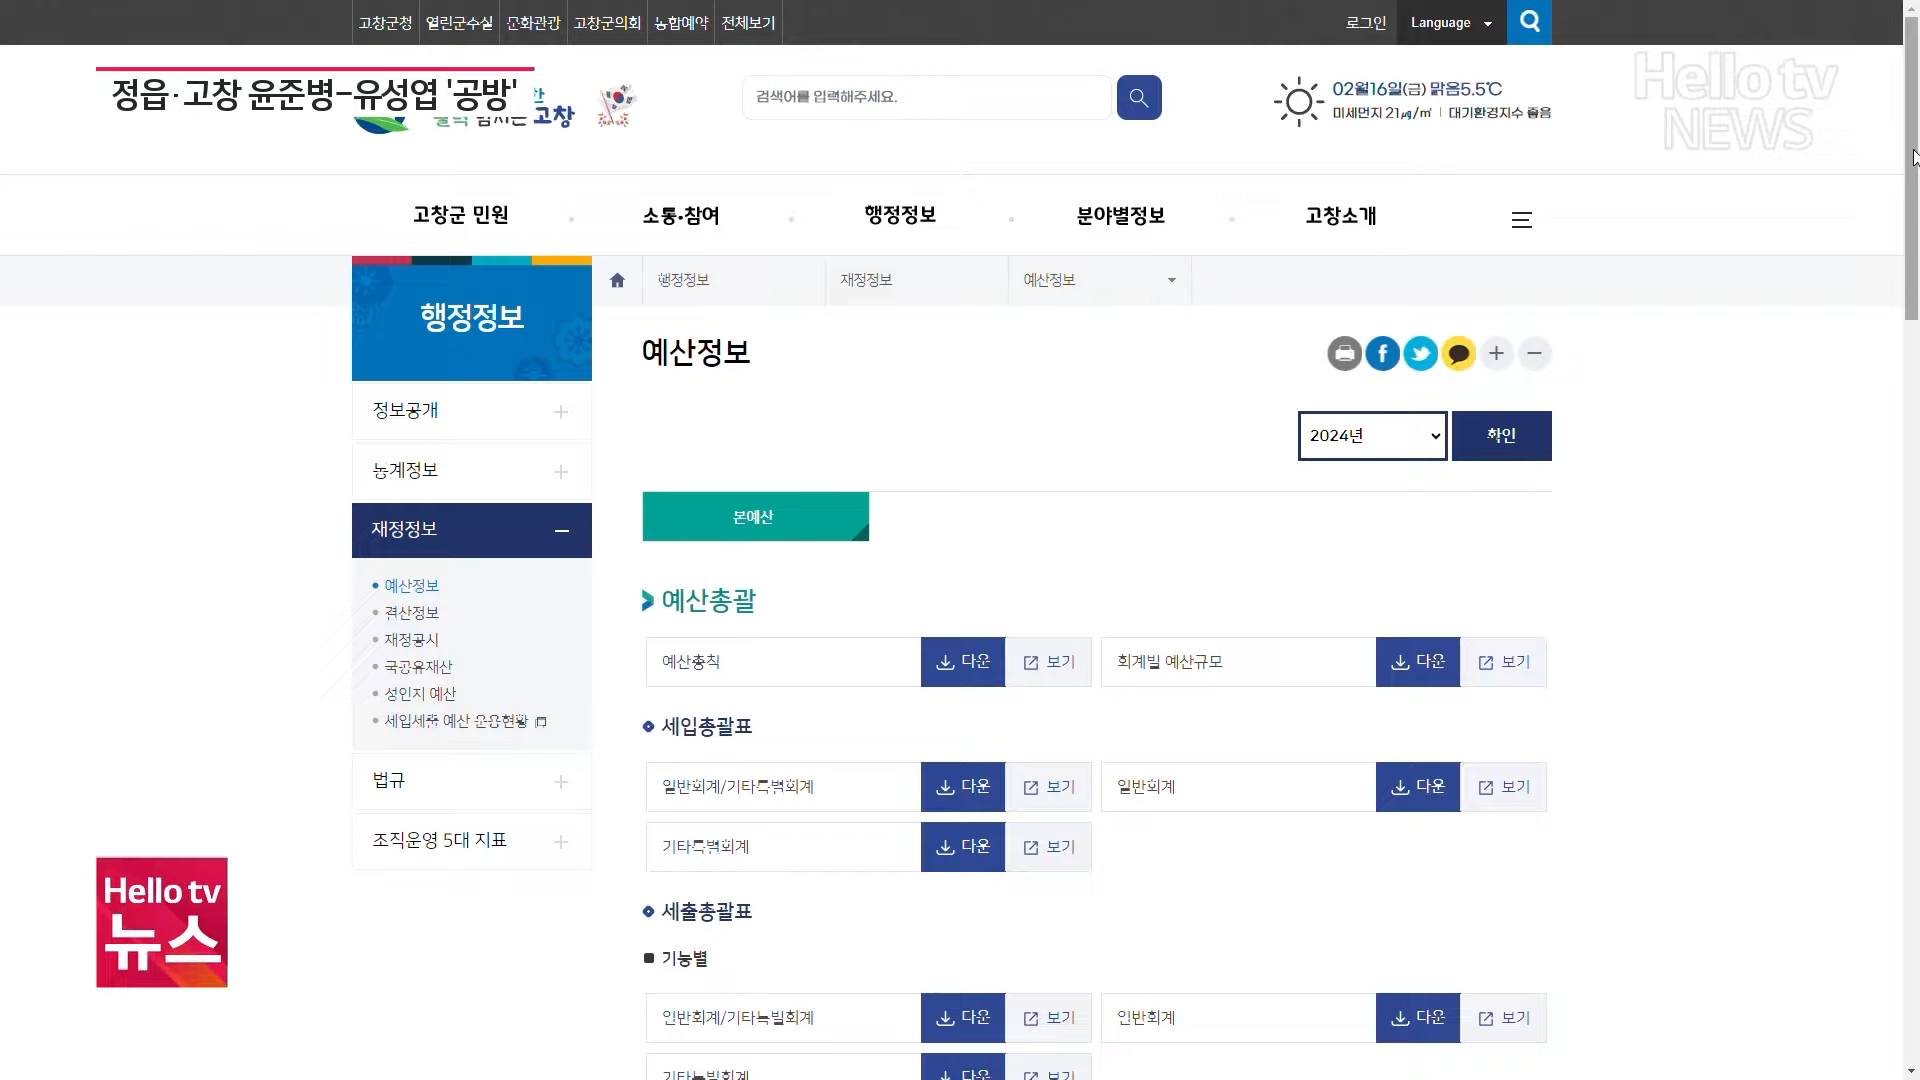 고창군청 열린군수실 문화관광 고창군의회 통합예약 전체보기
로그인 Language
정읍·고창 윤준병-유성엽 '공방'
고창
검색어를 입력해주세요.
02월16일(금) 맑음5.5℃
미세먼지 21㎍/㎥ 대기환경지수 좋음
Hello tv
NEWS
고창군 민원 소통·참여 행정정보 분야별정보 고창소개
행정정보 재정정보 예산정보
행정정보
정보공개
통계정보
재정정보
예산정보
결산정보
재정공시
국공유재산
성인지 예산
세입세출 예산 운용현황
법규
조직운영 5대 지표
예산정보
2024년 확인
본예산
예산총괄
예산총칙 다운 보기 회계별 예산규모 다운 보기
세입총괄표
일반회계/기타특별회계 다운 보기 일반회계 다운 보기
기타특별회계 다운 보기
세출총괄표
기능별
일반회계/기타특별회계 다운 보기 일반회계 다운 보기
기타특별회계 다운 보기
Hello tv
뉴스